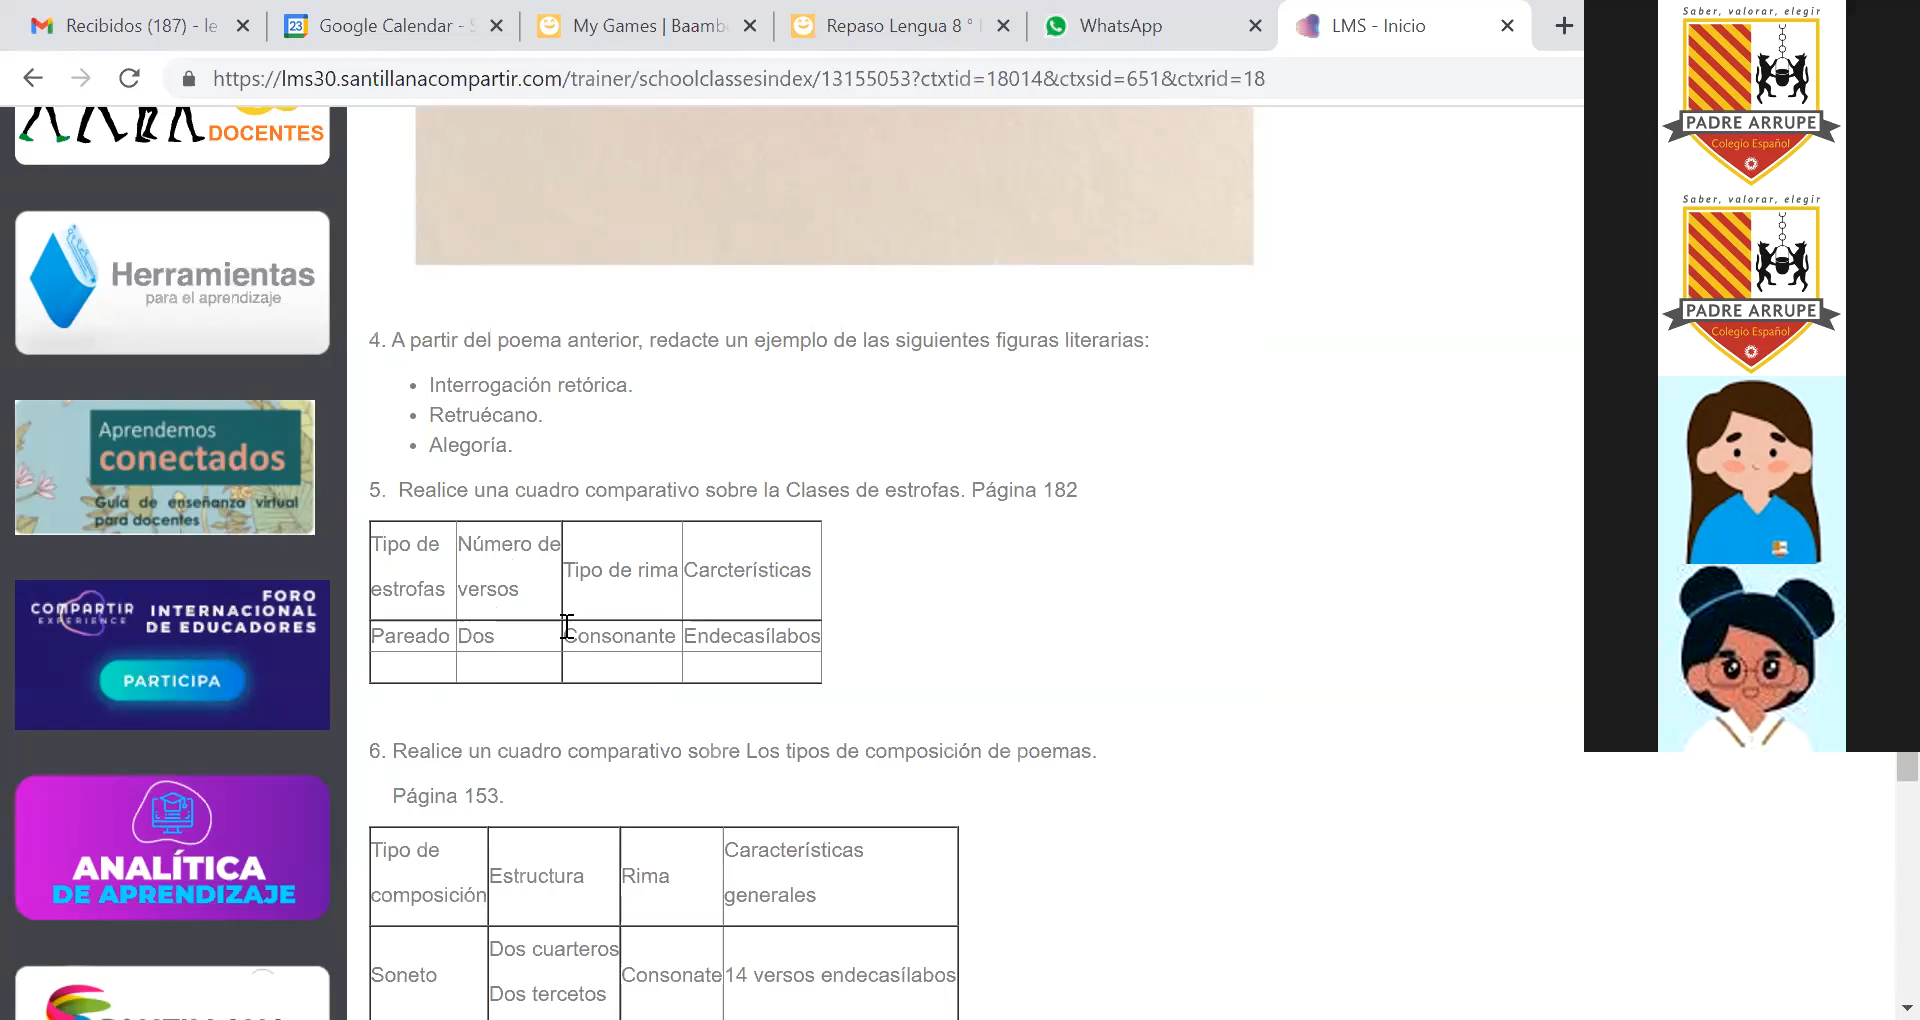 Recibidos (187) - le
Google Calendar - S
My Games | Baamb
Repaso Lengua 8 ° 
WhatsApp
LMS - Inicio
https://lms30.santillanacompartir.com/trainer/schoolclassesindex/13155053?ctxtid=18014&ctxsid=651&ctxrid=18
DOCENTES
Herramientas
para el aprendizaje
Aprendemos
conectados
Guía de enseñanza virtual
para docentes
COMPARTIR
EXPERIENCE
FORO
INTERNACIONAL
DE EDUCADORES
PARTICIPA
ANALÍTICA
DE APRENDIZAJE
4. A partir del poema anterior, redacte un ejemplo de las siguientes figuras literarias:
• Interrogación retórica.
• Retruécano.
• Alegoría.
5. Realice una cuadro comparativo sobre la Clases de estrofas. Página 182
Tipo de
estrofas
Número de
versos
Tipo de rima
Carcterísticas
Pareado
Dos
Consonante
Endecasílabos
6. Realice un cuadro comparativo sobre Los tipos de composición de poemas.
Página 153.
Tipo de
composición
Estructura
Rima
Características
generales
Soneto
Dos cuarteros
Dos tercetos
Consonate
14 versos endecasílabos
Saber, valorar, elegir
PADRE ARRUPE
Colegio Español
Saber, valorar, elegir
PADRE ARRUPE
Colegio Español